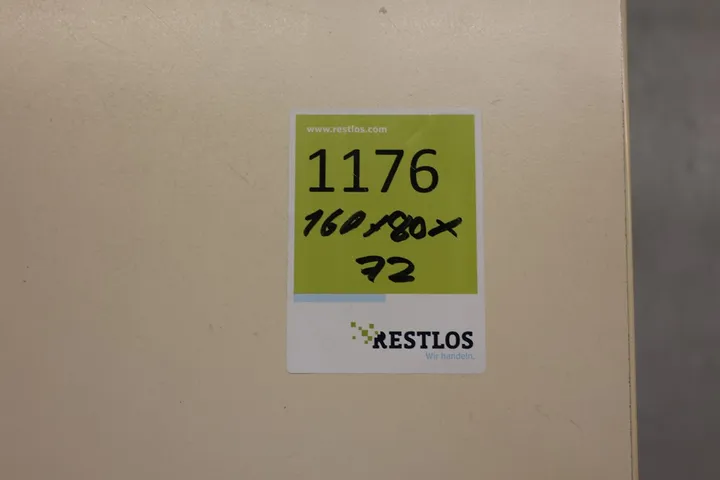 www.restlos.com
1176
160x80x
72
RESTLOS
Wir handeln.